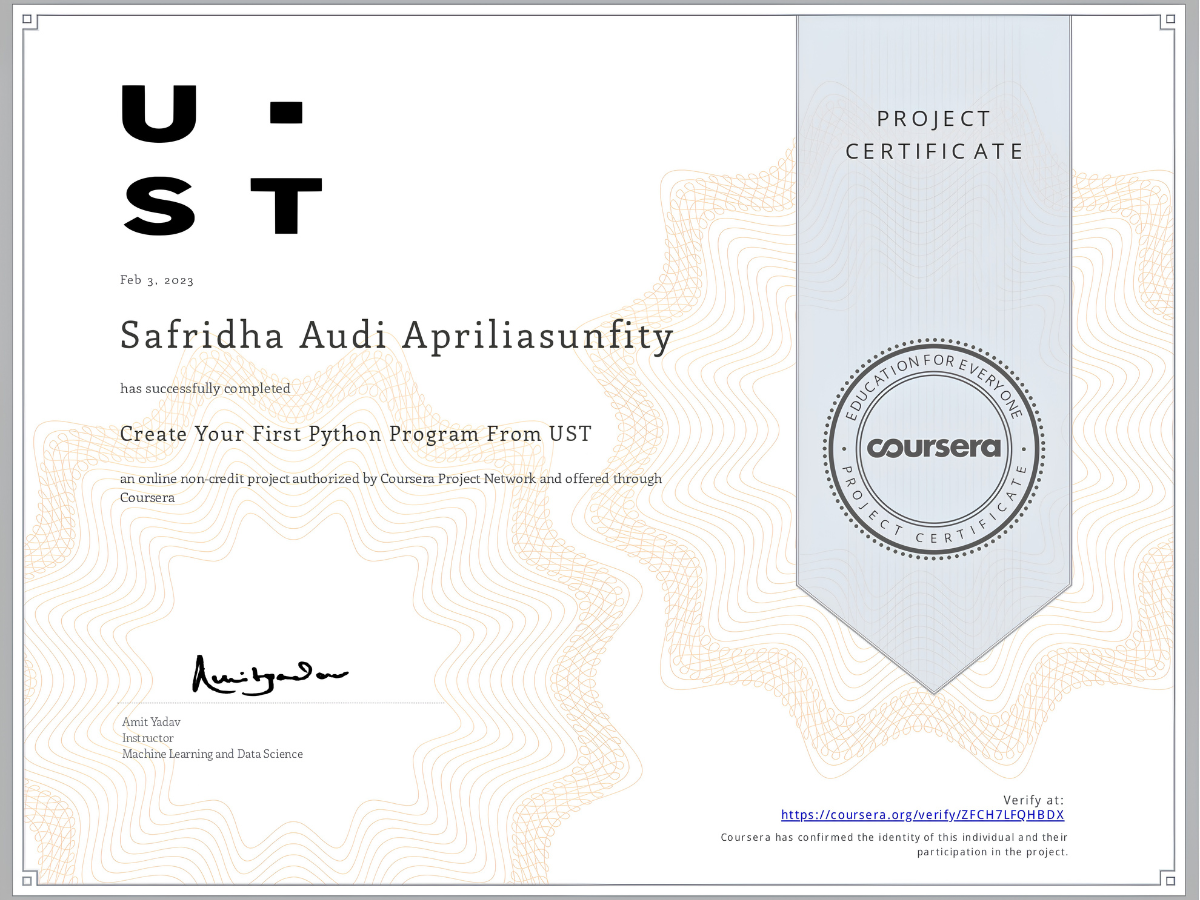 U -
S T
PROJECT
CERTIFICATE
Feb 3, 2023
Safridha Audi Apriliasunfity
has successfully completed
Create Your First Python Program From UST
an online non-credit project authorized by Coursera Project Network and offered through
Coursera
EDUCATION FOR EVERYONE
coursera
PROJECT CERTIFICATE
Amit Yadav
Amit Yadav
Instructor
Machine Learning and Data Science
Verify at:
https://coursera.org/verify/ZFCH7LFQHBDX
Coursera has confirmed the identity of this individual and their
participation in the project.